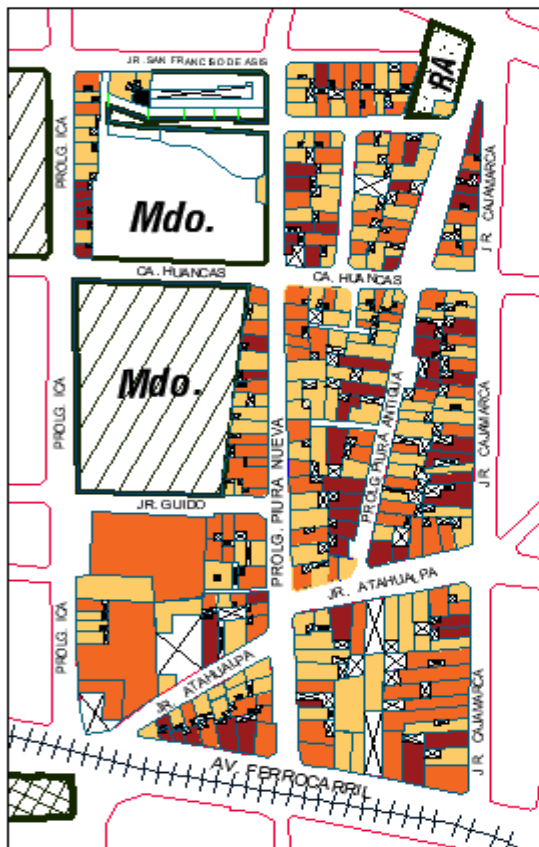 JR. SAN FRANCISO DE ASIS
RA
PROLG. ICA
JR. CAJAMARCA
Mdo.
CA. HUANCAS
CA. HUANCAS
Mdo.
PROLG. ICA
PROLG. PIURA NUEVA
PROLG PIURA ANTIGUA
JR. CAJAMARCA
JR. GUIDO
JR. ATAHUALPA
PROLG. ICA
JR. ATAHUALPA
JR. CAJAMARCA
AV. FERROCARRIL